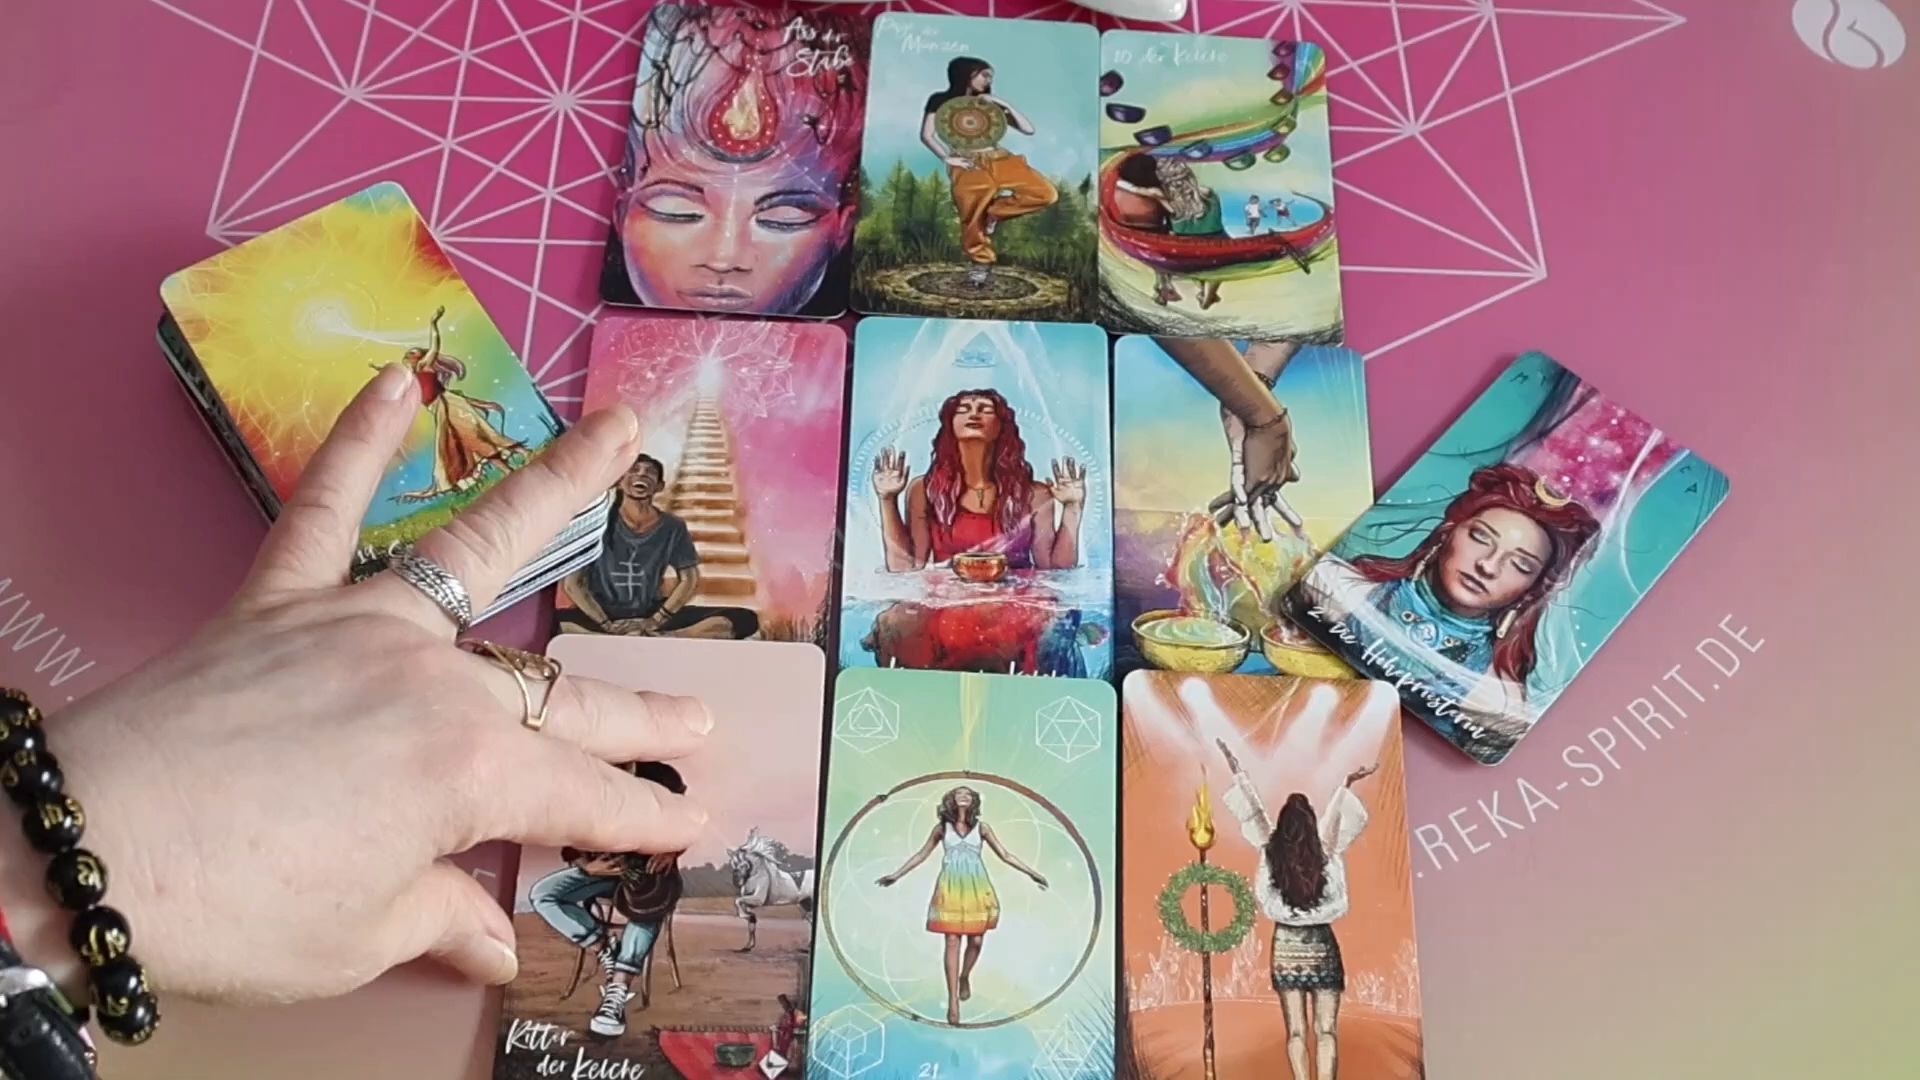 Ass der
Stäbe
Page der
Münzen
10 der Kelche
19
2. Die Hohepriesterin
WWW.
.REKA-SPIRIT.DE
Ritter
der Kelche
21